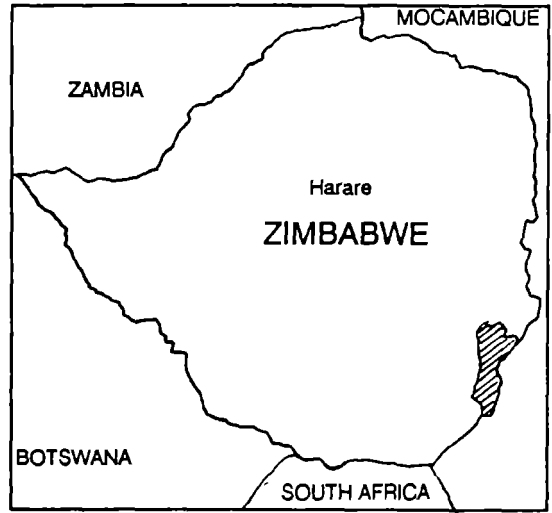 MOCAMBIQUE
ZAMBIA
Harare
ZIMBABWE
BOTSWANA
SOUTH AFRICA